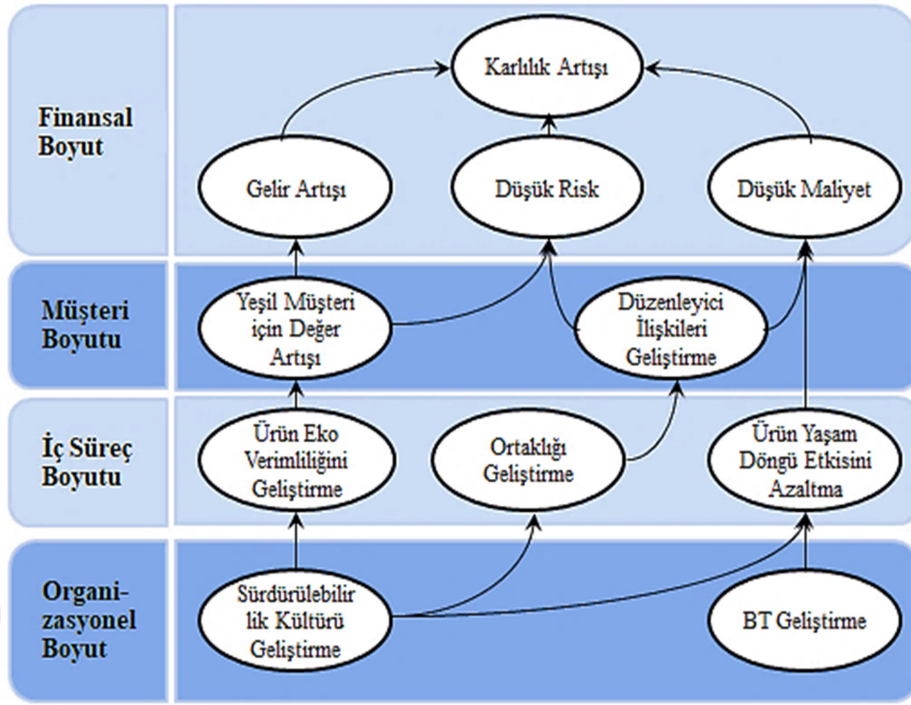 Finansal
Boyut
Karlılık Artışı
Gelir Artışı
Düşük Risk
Düşük Maliyet
Müşteri
Boyutu
Yeşil Müşteri
için Değer
Artışı
Düzenleyici
İlişkileri
Geliştirme
İç Süreç
Boyutu
Ürün Eko
Verimliliğini
Geliştirme
Ortaklığı
Geliştirme
Ürün Yaşam
Döngü Etkisini
Azaltma
Organi-
zasyonel
Boyut
Sürdürülebilir
lik Kültürü
Geliştirme
BT Geliştirme